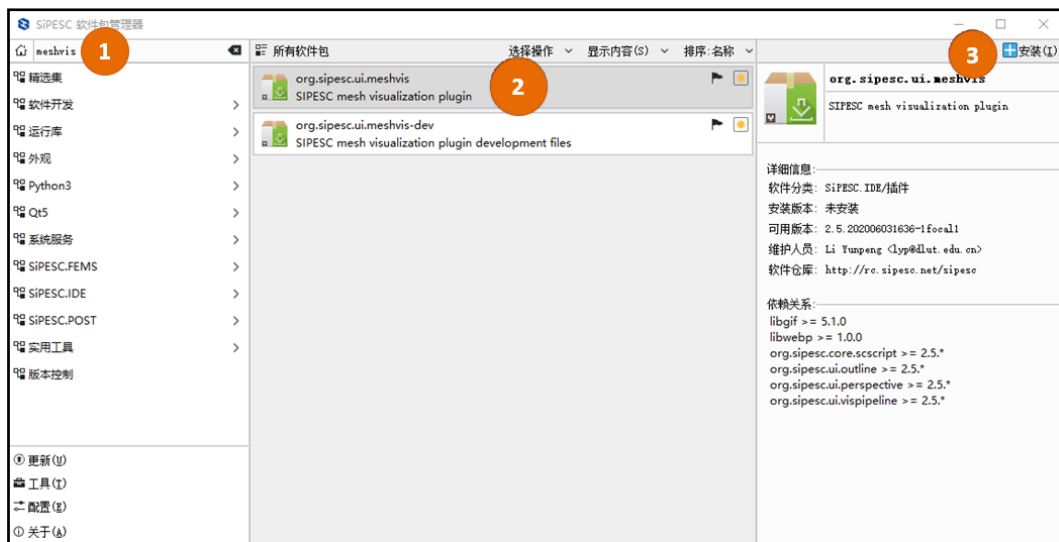 SiPESC 软件包管理器
meshvis
1
所有软件包
选择操作
显示内容(S)
排序:名称
3
安装(I)
精选集
软件开发
运行库
外观
Python3
Qt5
系统服务
SiPESC.FEMS
SiPESC.IDE
SiPESC.POST
实用工具
版本控制
更新(U)
工具(T)
配置(E)
关于(A)
org.sipesc.ui.meshvis
SIPESC mesh visualization plugin
2
org.sipesc.ui.meshvis-dev
SIPESC mesh visualization plugin development files
org.sipesc.ui.meshvis
SIPESC mesh visualization plugin
详细信息:
软件分类: SiPESC.IDE/插件
安装版本: 未安装
可用版本: 2.5.202006031636-1focal1
维护人员: Li Yunpeng <lyp@dlut.edu.cn>
软件仓库: http://rc.sipesc.net/sipesc
依赖关系:
libgif >= 5.1.0
libwebp >= 1.0.0
org.sipesc.core.scscript >= 2.5.*
org.sipesc.ui.outline >= 2.5.*
org.sipesc.ui.perspective >= 2.5.*
org.sipesc.ui.vispipeline >= 2.5.*